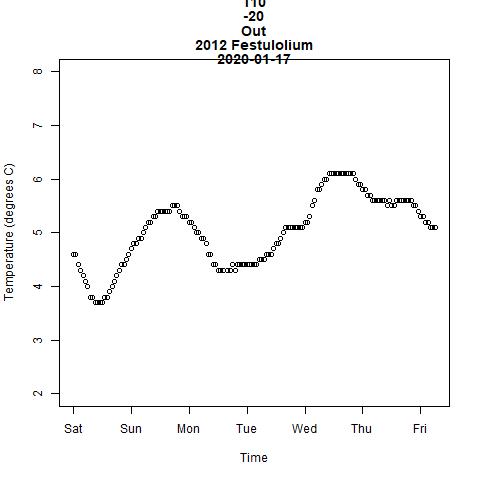 110
-20
Out
2012 Festulolium
2020-01-17
Temperature (degrees C)
8
7
6
5
4
3
2
Sat Sun Mon Tue Wed Thu Fri
Time